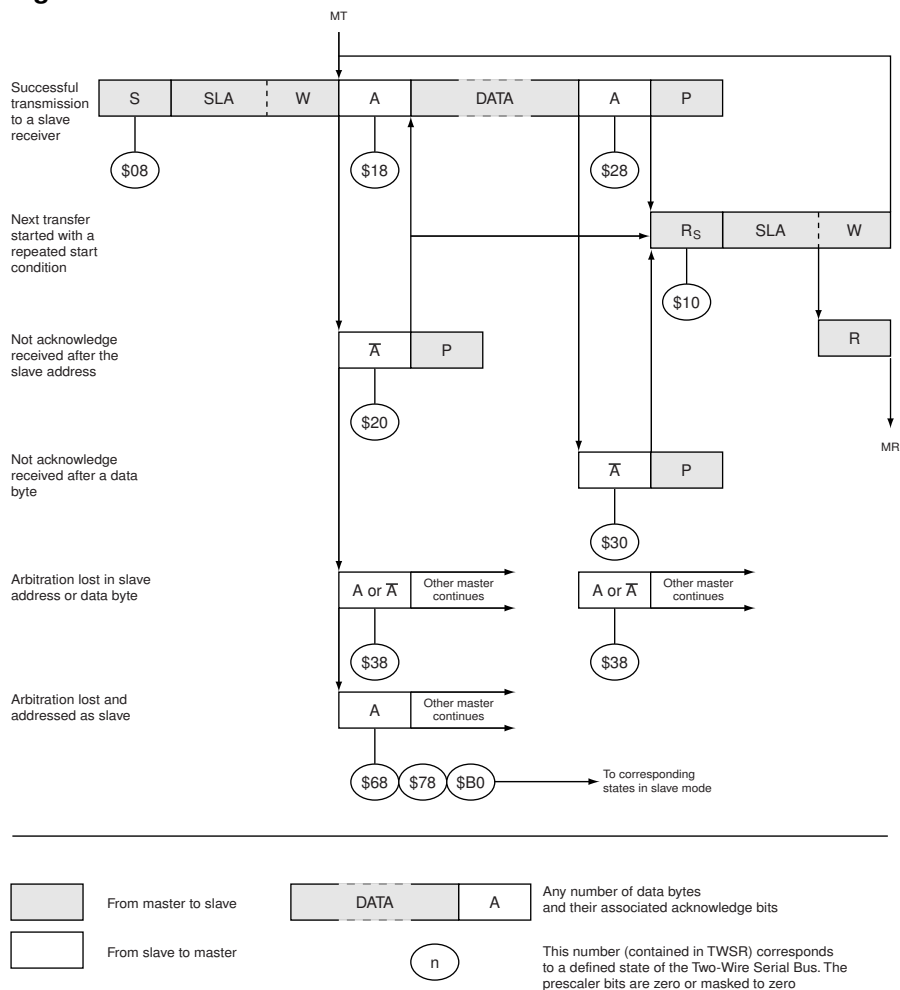 MT
Successful
transmission
to a slave
receiver
S SLA W A DATA A P
$08 $18 $28
Next transfer
started with a
repeated start
condition
RS SLA W
$10
Not acknowledge
received after the
slave address
A̅ P
R
$20
MR
Not acknowledge
received after a data
byte
A̅ P
$30
Arbitration lost in slave
address or data byte
A or A̅ Other master
continues
A or A̅ Other master
continues
$38 $38
Arbitration lost and
addressed as slave
A Other master
continues
$68 $78 $B0 To corresponding
states in slave mode
From master to slave
DATA A
Any number of data bytes
and their associated acknowledge bits
From slave to master
n
This number (contained in TWSR) corresponds
to a defined state of the Two-Wire Serial Bus. The
prescaler bits are zero or masked to zero